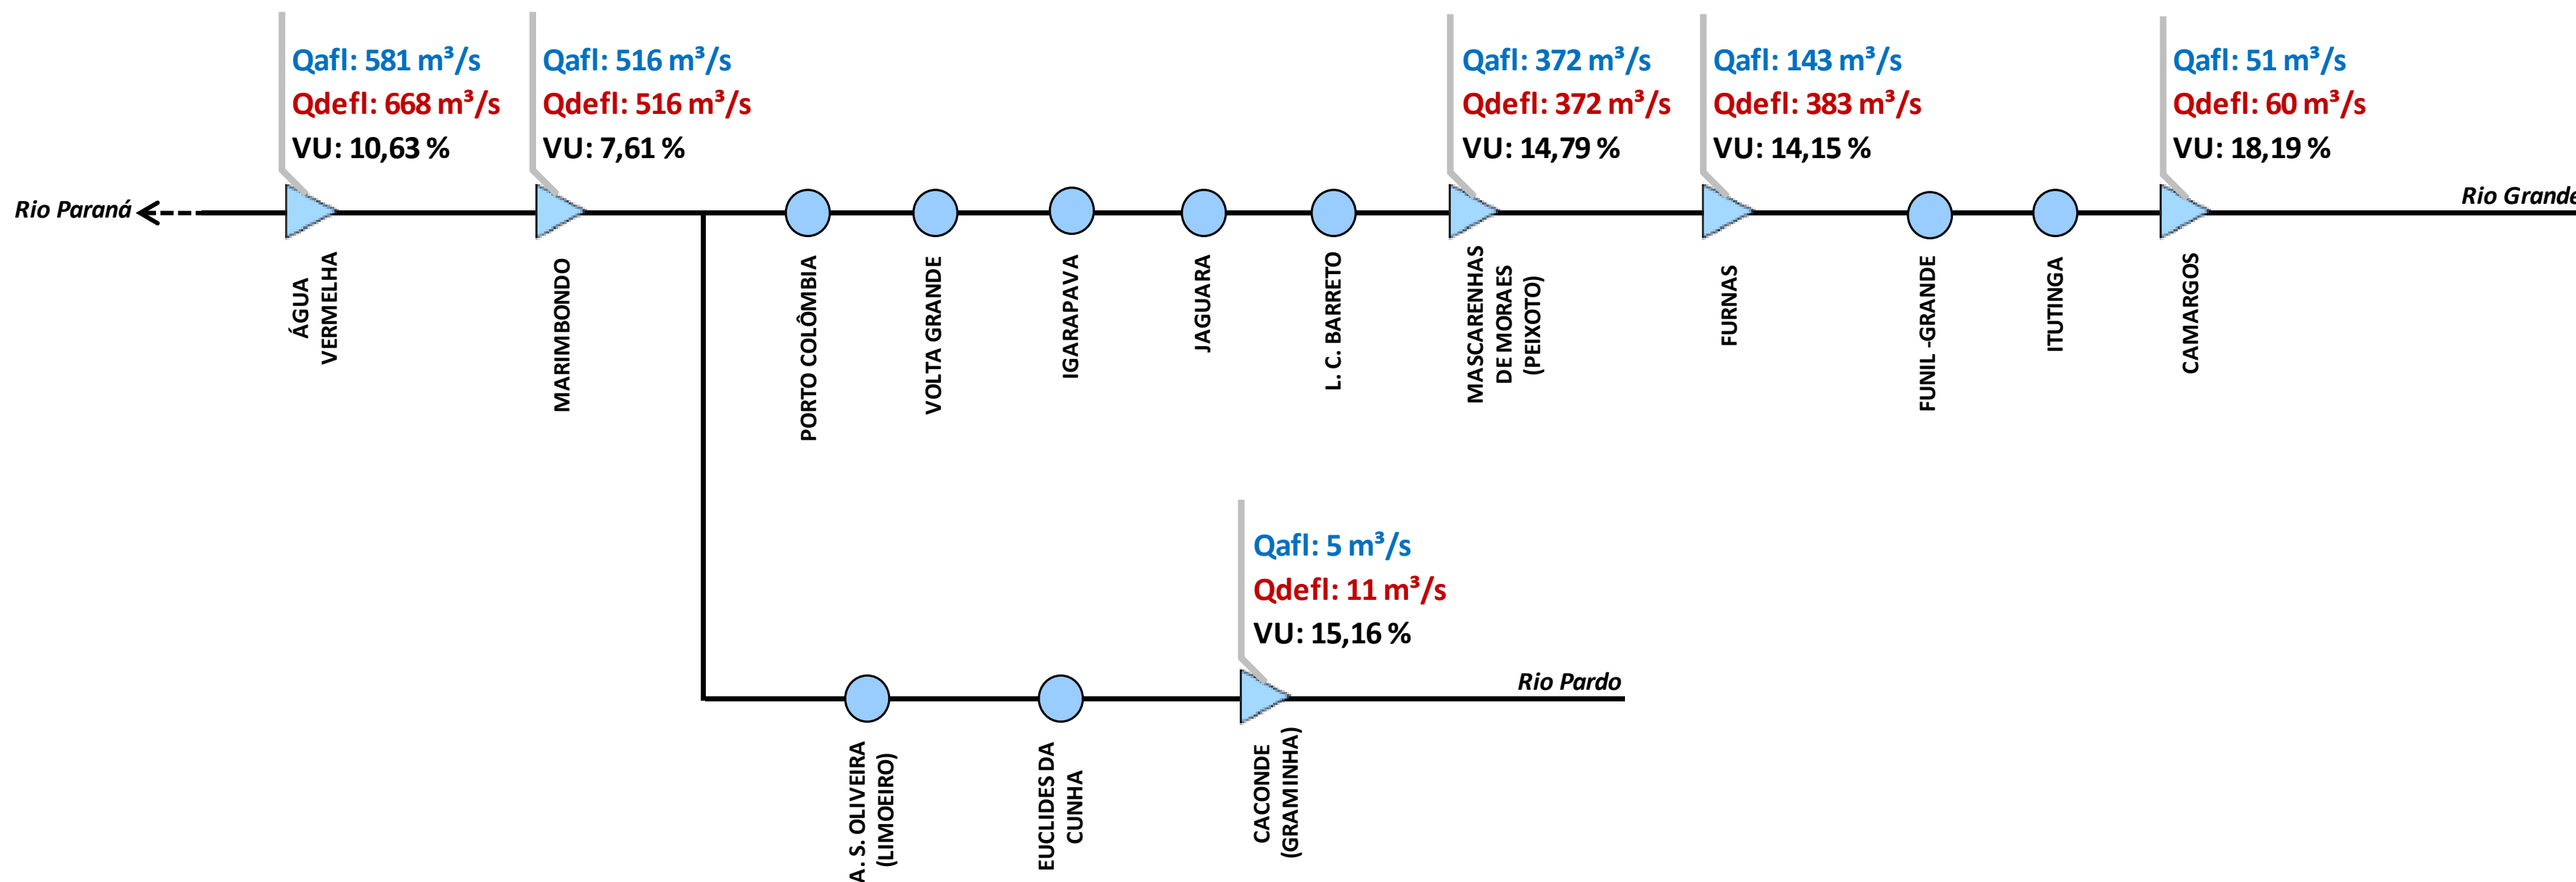 Qafl: 581 m³/s
Qdefl: 668 m³/s
VU: 10,63 %
Qafl: 516 m³/s
Qdefl: 516 m³/s
VU: 7,61 %
Qafl: 372 m³/s
Qdefl: 372 m³/s
VU: 14,79 %
Qafl: 143 m³/s
Qdefl: 383 m³/s
VU: 14,15 %
Qafl: 51 m³/s
Qdefl: 60 m³/s
VU: 18,19 %
Rio Paraná
Rio Grande
ÁGUA
VERMELHA
MARIMBONDO
PORTO COLÔMBIA
VOLTA GRANDE
IGARAPAVA
JAGUARA
L. C. BARRETO
MASCARENHAS
DE MORAES
(PEIXOTO)
FURNAS
FUNIL -GRANDE
ITUTINGA
CAMARGOS
Qafl: 5 m³/s
Qdefl: 11 m³/s
VU: 15,16 %
Rio Pardo
A. S. OLIVEIRA
(LIMOEIRO)
EUCLIDES DA
CUNHA
CACONDE
(GRAMINHA)